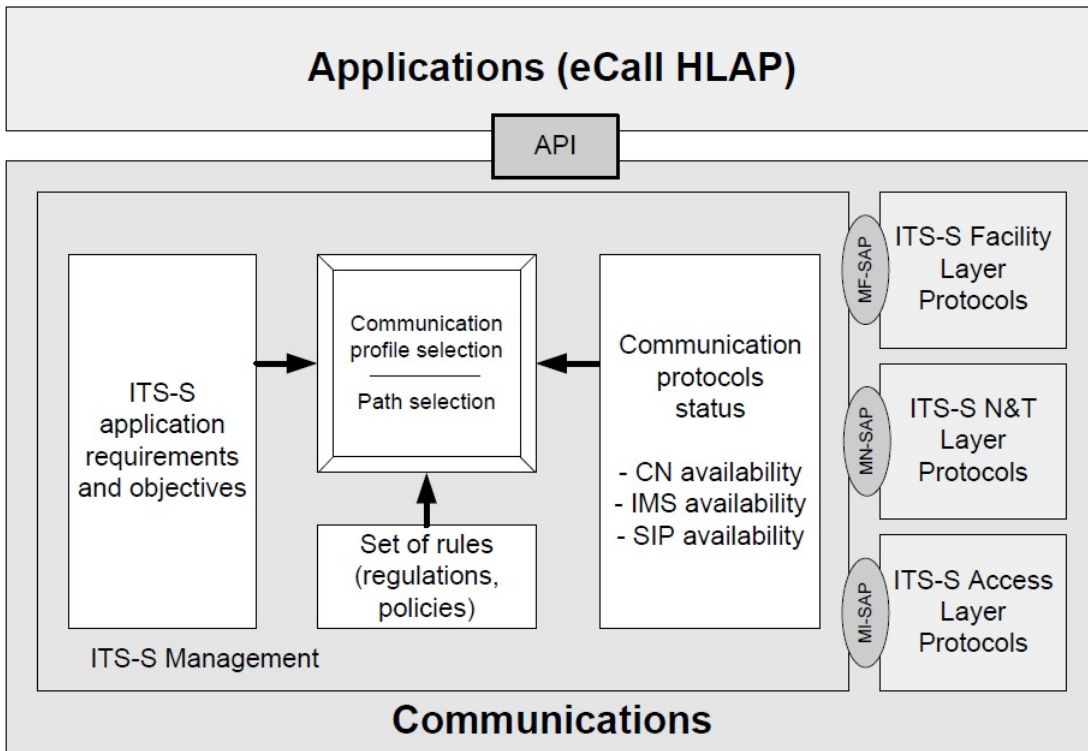 Applications (eCall HLAP)
API
ITS-S
application
requirements
and objectives
Communication
profile selection
Path selection
Set of rules
(regulations,
policies)
Communication
protocols
status
- CN availability
- IMS availability
- SIP availability
ITS-S Management
MF-SAP
ITS-S Facility
Layer
Protocols
MN-SAP
ITS-S N&T
Layer
Protocols
MI-SAP
ITS-S Access
Layer
Protocols
Communications